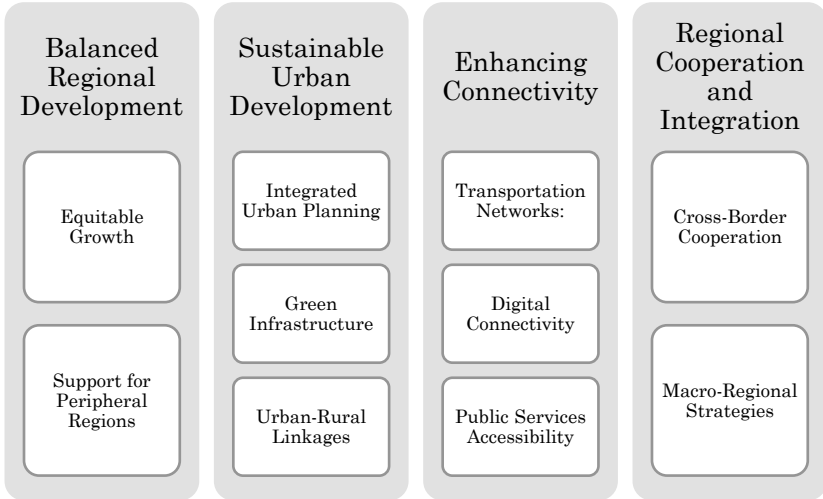 Balanced
Regional
Development
Equitable
Growth
Support for
Peripheral
Regions
Sustainable
Urban
Development
Integrated
Urban Planning
Green
Infrastructure
Urban-Rural
Linkages
Enhancing
Connectivity
Transportation
Networks:
Digital
Connectivity
Public Services
Accessibility
Regional
Cooperation
and
Integration
Cross-Border
Cooperation
Macro-Regional
Strategies